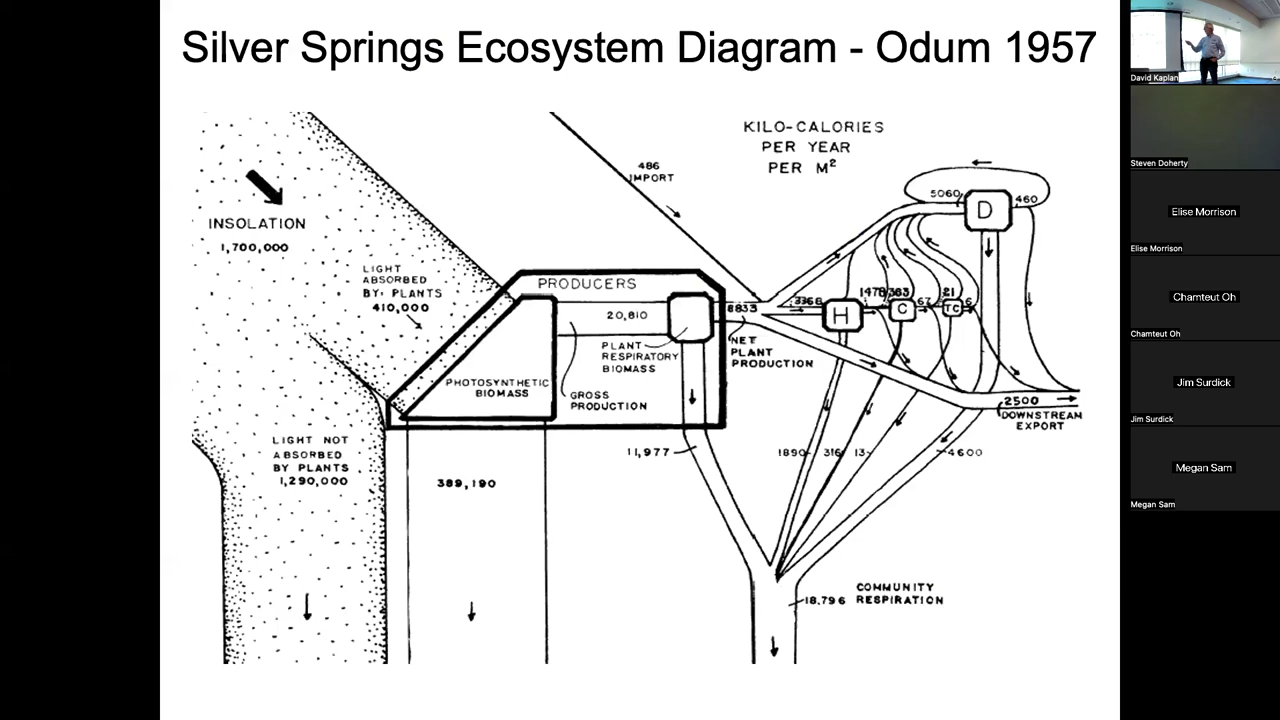 Silver Springs Ecosystem Diagram - Odum 1957
KILO-CALORIES
PER YEAR
PER M²
486
IMPORT
INSOLATION
1,700,000
LIGHT
ABSORBED
BY PLANTS
410,000
PRODUCERS
20,810
PLANT
RESPIRATORY
BIOMASS
PHOTOSYNTHETIC
BIOMASS
GROSS
PRODUCTION
8833
NET
PLANT
PRODUCTION
3368
H
1478
383
C
67
21
TC
6
5060
D
460
2500
DOWNSTREAM
EXPORT
LIGHT NOT
ABSORBED
BY PLANTS
1,290,000
389,190
11,977
1890
316
13
4600
18,796
COMMUNITY
RESPIRATION
David Kaplan
Steven Doherty
Elise Morrison
Elise Morrison
Chamteut Oh
Chamteut Oh
Jim Surdick
Jim Surdick
Megan Sam
Megan Sam